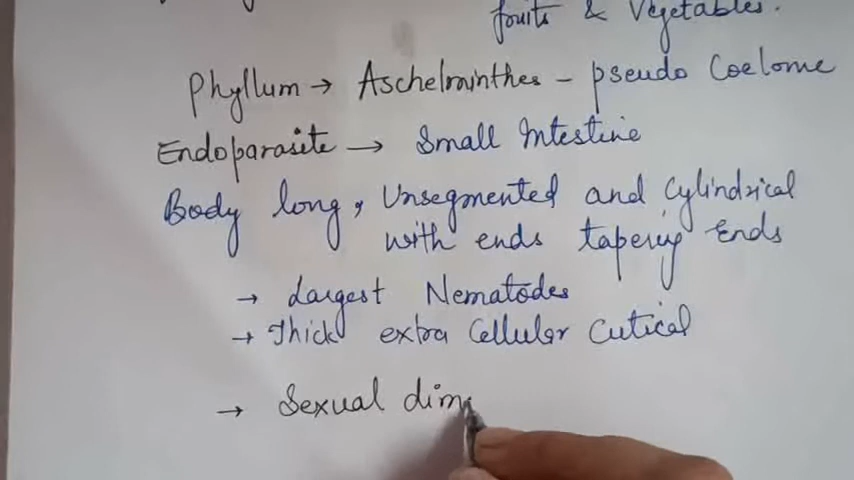 fruits & Vegetables.
Phyllum → Aschelminthes - pseudo Coelome
Endoparasite → Small Intestine
Body long, Unsegmented and Cylindrical
with ends tapering Ends
→ Largest Nematodes
→ Thick extra Cellular Cutical
→ Sexual dim